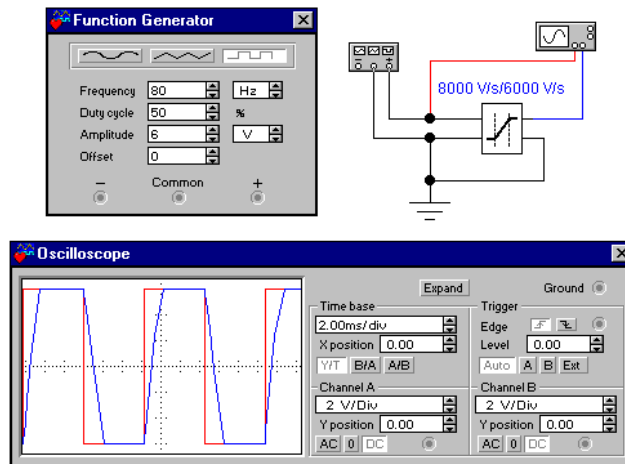 Function Generator
Frequency 80 Hz
Duty cycle 50 %
Amplitude 6 V
Offset 0
− Common +
8000 V/s/6000 V/s
Oscilloscope
Expand Ground
Time base
2.00ms/div
X position 0.00
Y/T B/A A/B
Trigger
Edge
Level 0.00
Auto A B Ext
Channel A
2 V/Div
Y position 0.00
AC 0 DC
Channel B
2 V/Div
Y position 0.00
AC 0 DC